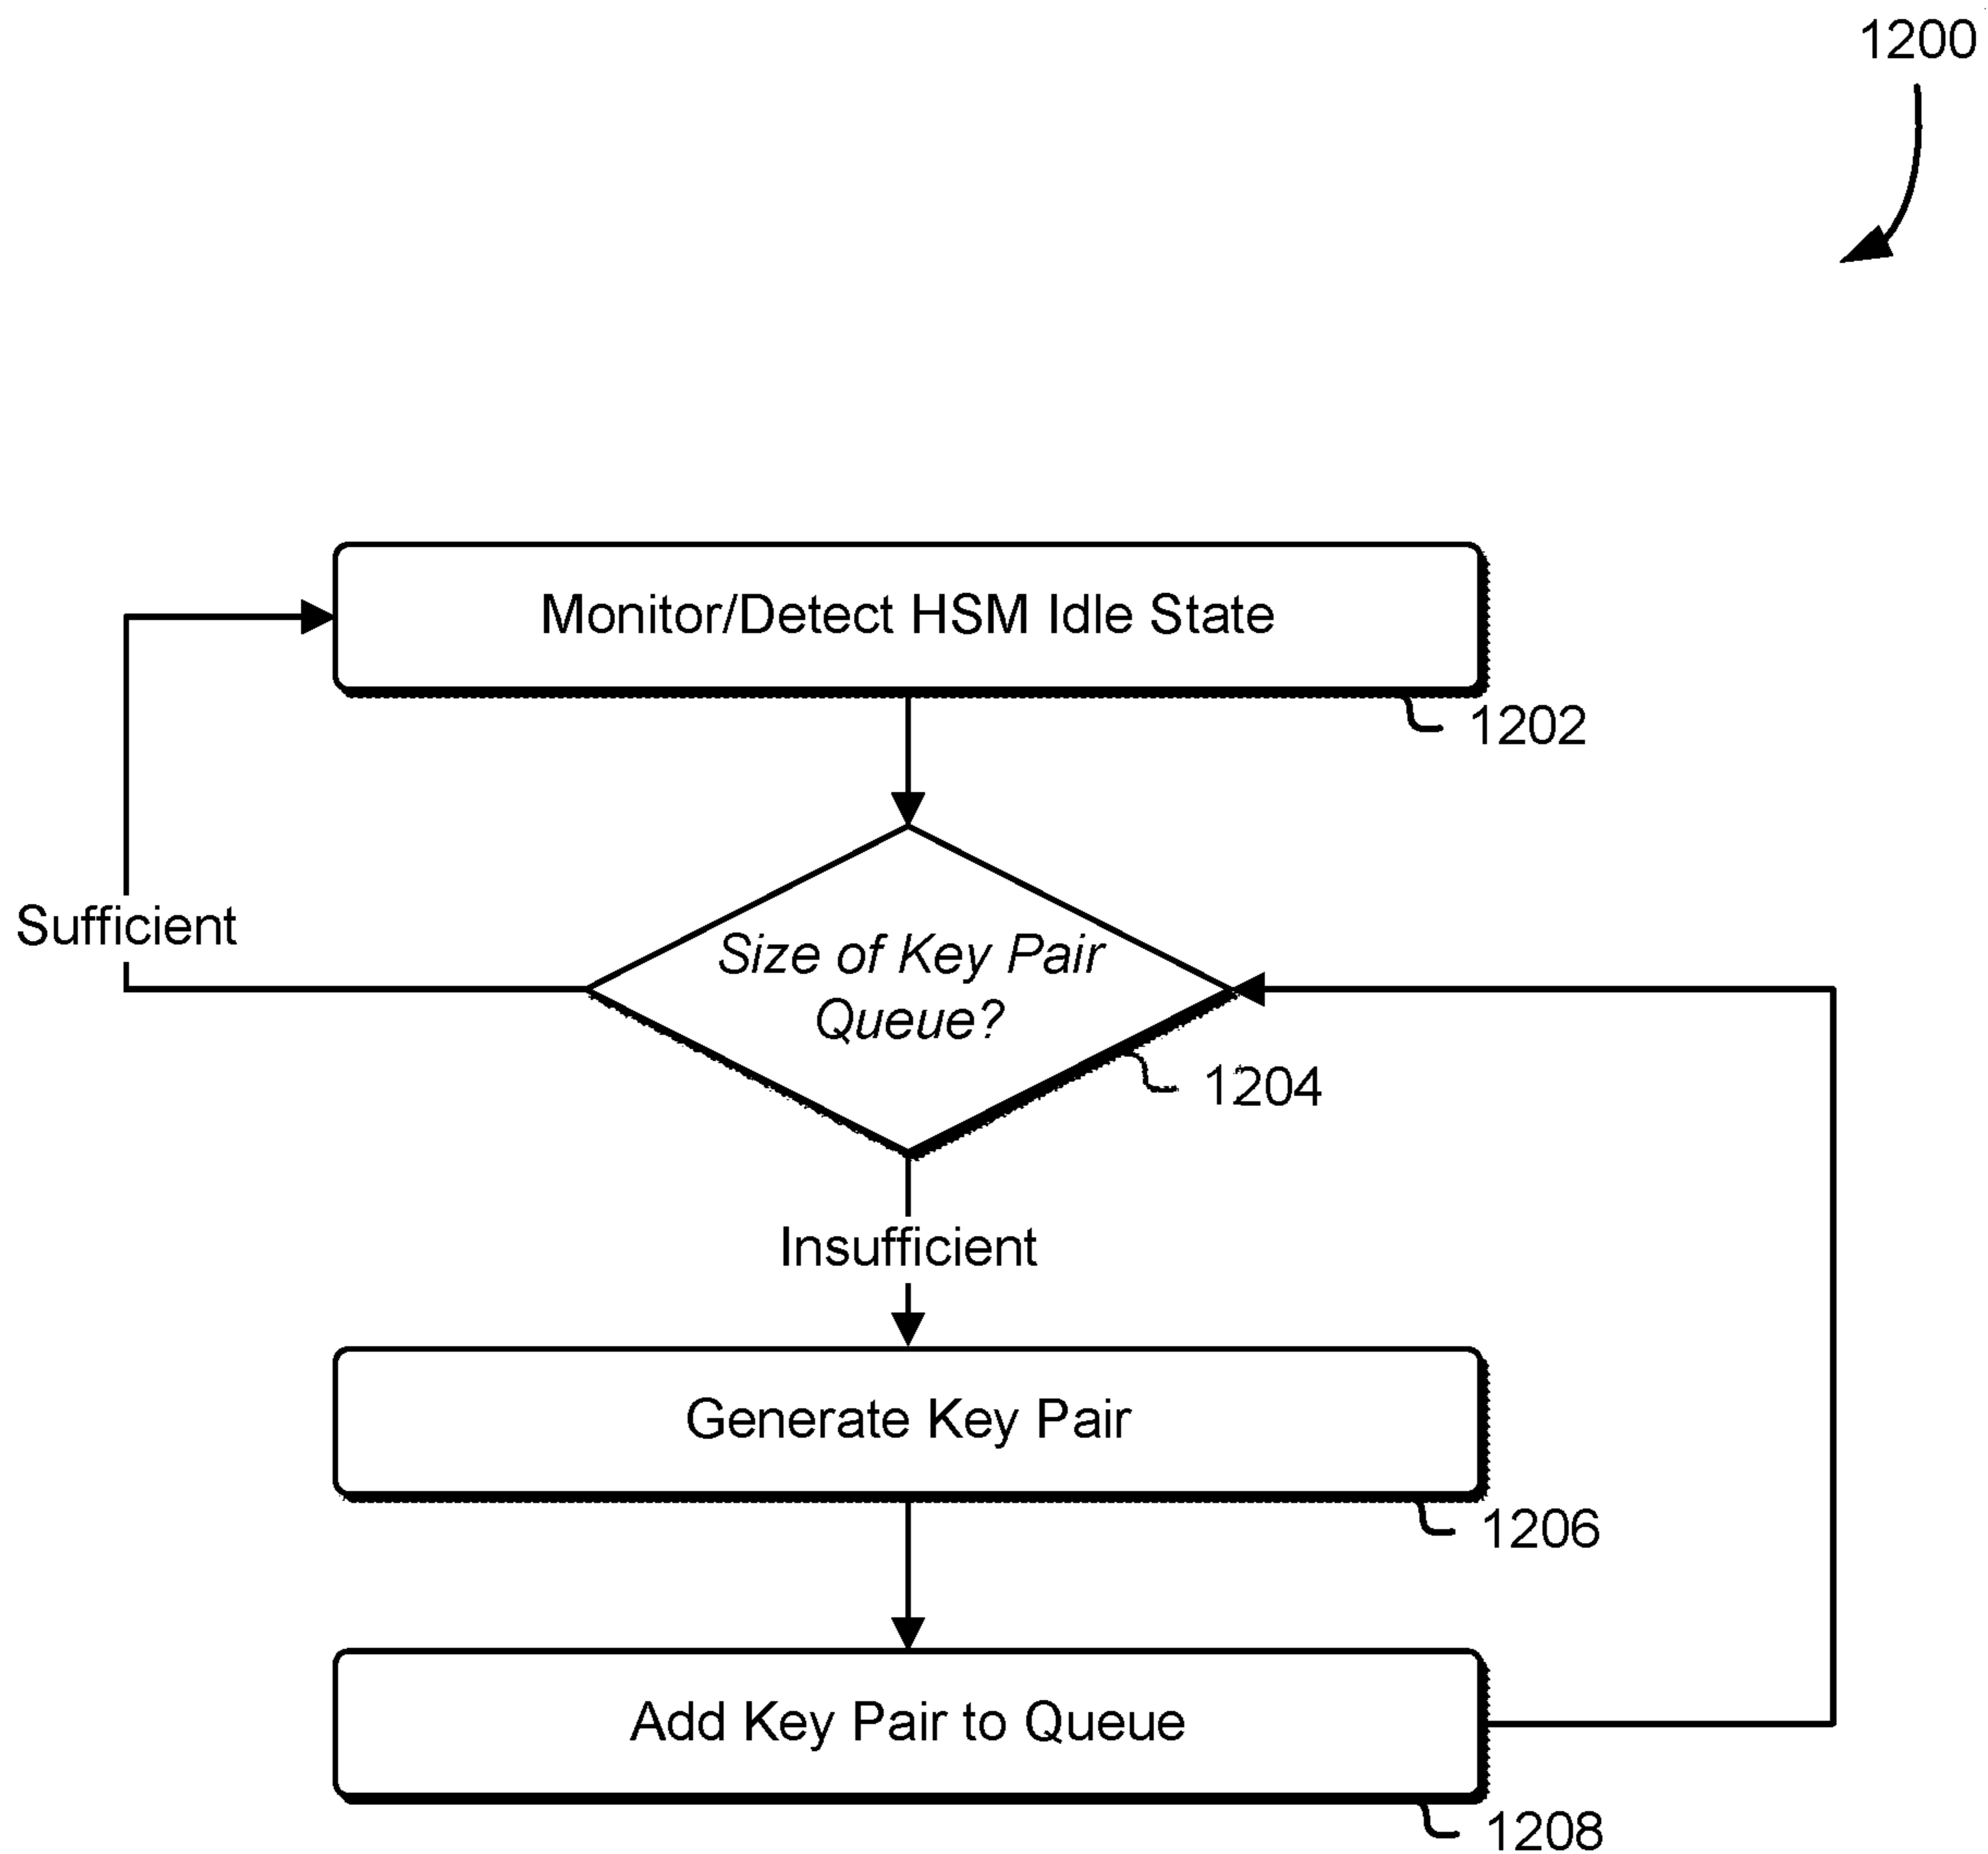 1200
Monitor/Detect HSM Idle State
1202
Sufficient
Size of Key Pair
Queue?
1204
Insufficient
Generate Key Pair
1206
Add Key Pair to Queue
1208